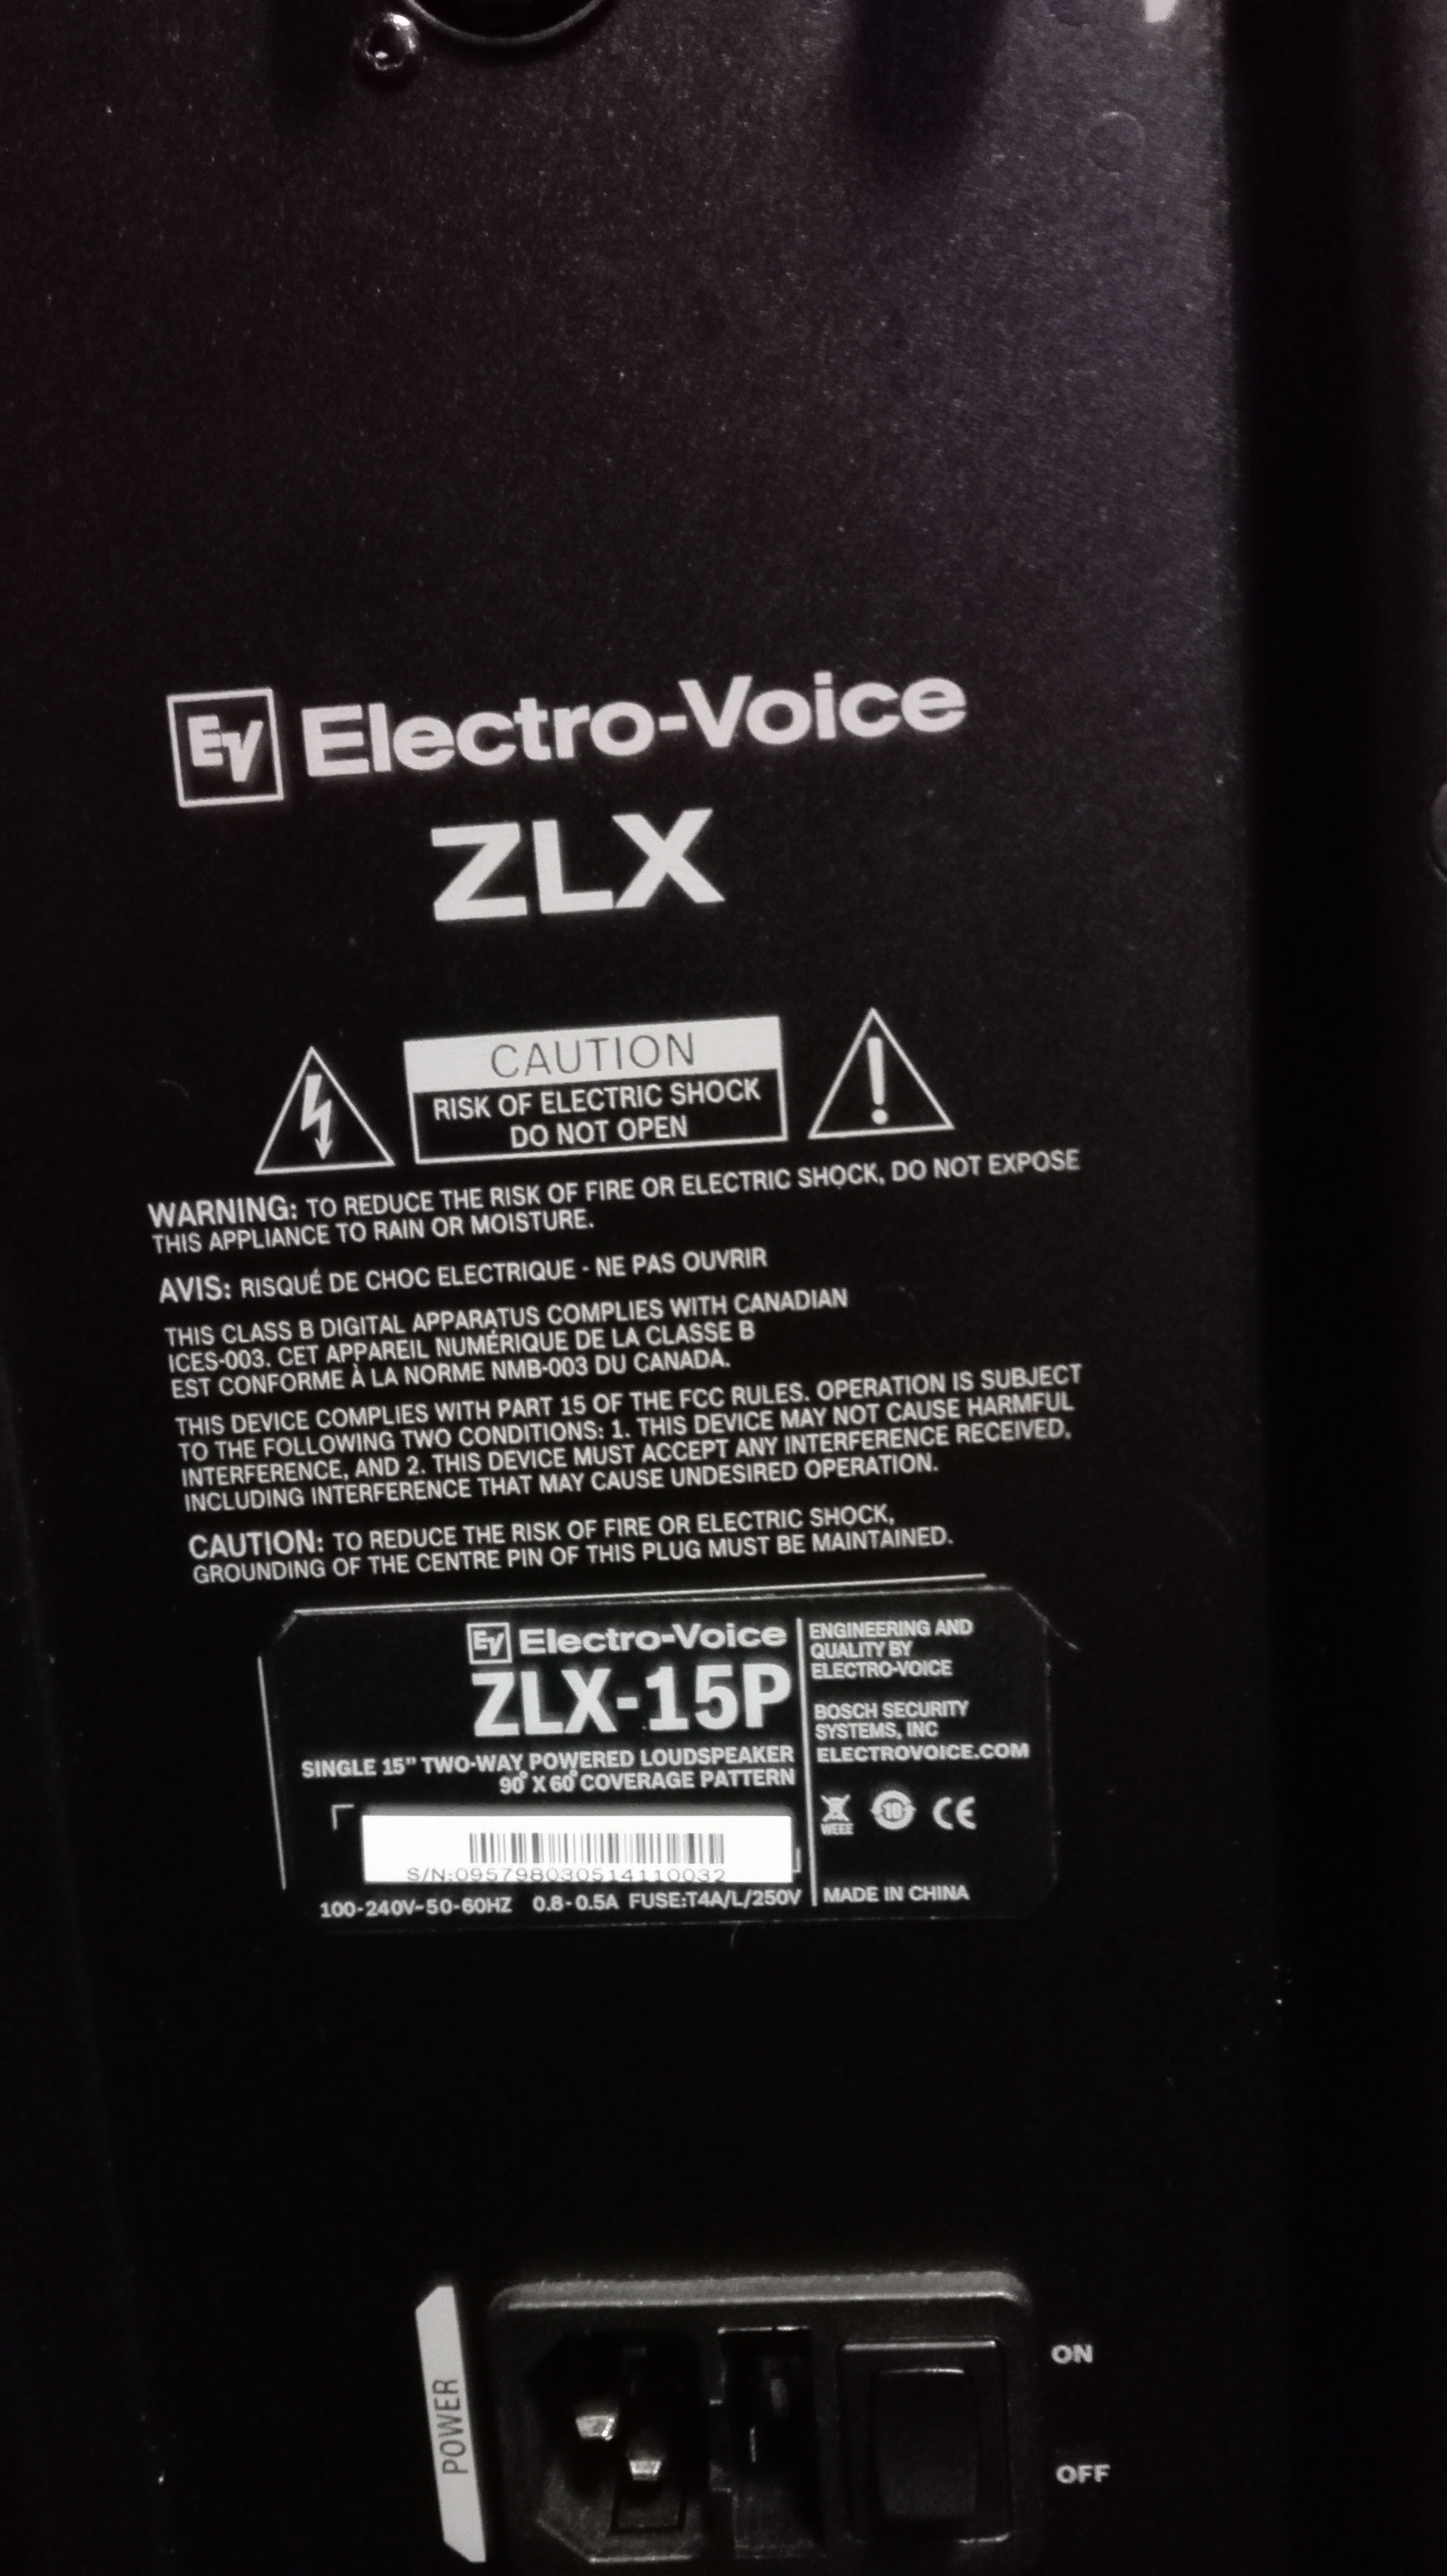 EV Electro-Voice
ZLX
CAUTION
RISK OF ELECTRIC SHOCK
DO NOT OPEN
WARNING: TO REDUCE THE RISK OF FIRE OR ELECTRIC SHOCK, DO NOT EXPOSE
THIS APPLIANCE TO RAIN OR MOISTURE.
AVIS: RISQUÉ DE CHOC ELECTRIQUE - NE PAS OUVRIR
THIS CLASS B DIGITAL APPARATUS COMPLIES WITH CANADIAN
ICES-003. CET APPAREIL NUMÉRIQUE DE LA CLASSE B
EST CONFORME À LA NORME NMB-003 DU CANADA.
THIS DEVICE COMPLIES WITH PART 15 OF THE FCC RULES. OPERATION IS SUBJECT
TO THE FOLLOWING TWO CONDITIONS: 1. THIS DEVICE MAY NOT CAUSE HARMFUL
INTERFERENCE, AND 2. THIS DEVICE MUST ACCEPT ANY INTERFERENCE RECEIVED,
INCLUDING INTERFERENCE THAT MAY CAUSE UNDESIRED OPERATION.
CAUTION: TO REDUCE THE RISK OF FIRE OR ELECTRIC SHOCK,
GROUNDING OF THE CENTRE PIN OF THIS PLUG MUST BE MAINTAINED.
EV Electro-Voice
ZLX-15P
SINGLE 15" TWO-WAY POWERED LOUDSPEAKER
90° X 60° COVERAGE PATTERN
S/N:095798030514110032
100-240V~50-60HZ 0.8-0.5A FUSE:T4A/L/250V
ENGINEERING AND
QUALITY BY
ELECTRO-VOICE
BOSCH SECURITY
SYSTEMS, INC
ELECTROVOICE.COM
WEEE
10
CE
MADE IN CHINA
POWER
ON
OFF